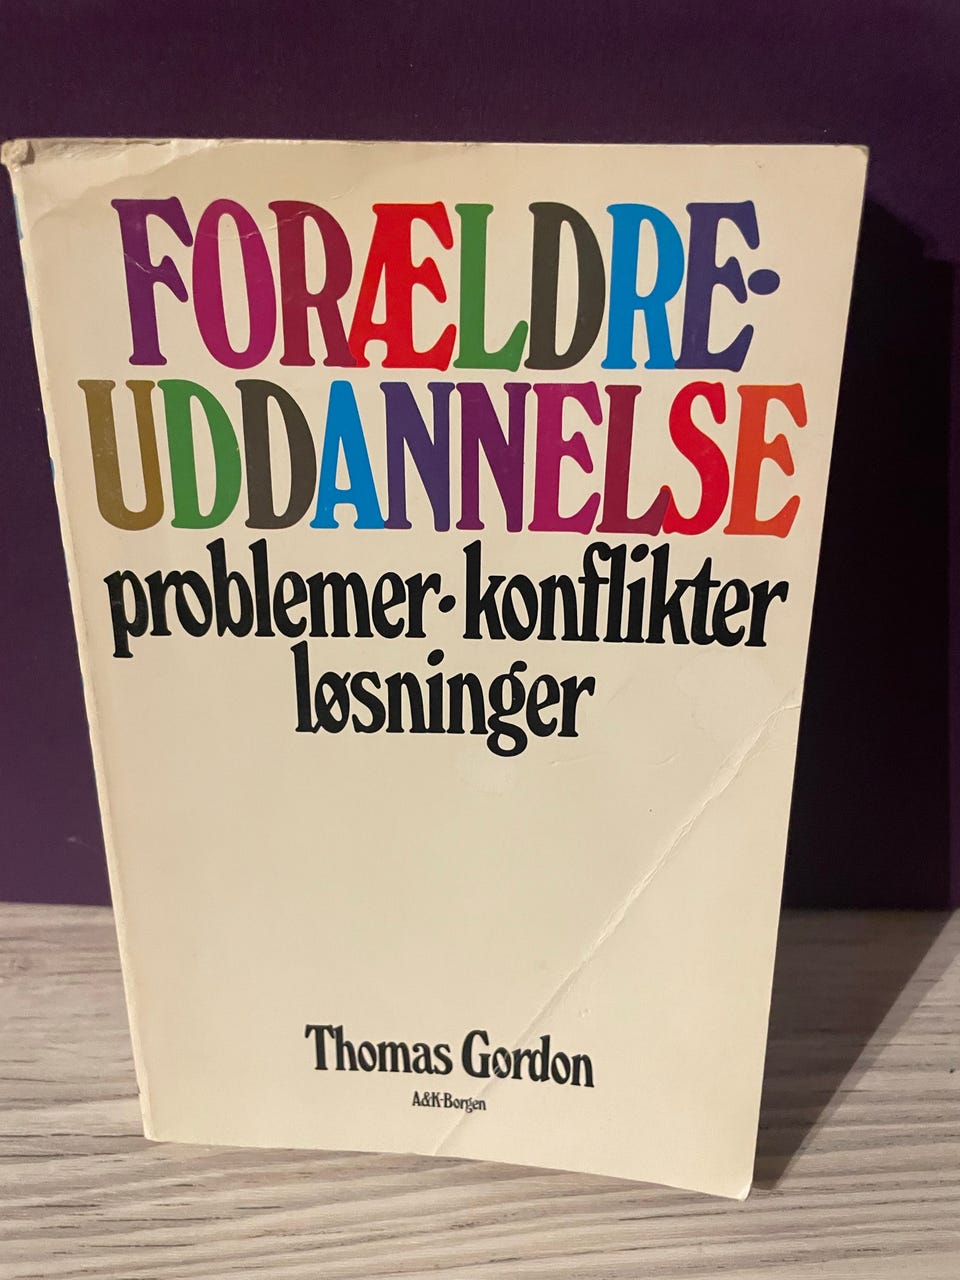 FORÆLDRE-
UDDANNELSE
problemer·konflikter
løsninger
Thomas Gordon
A&K-Borgen